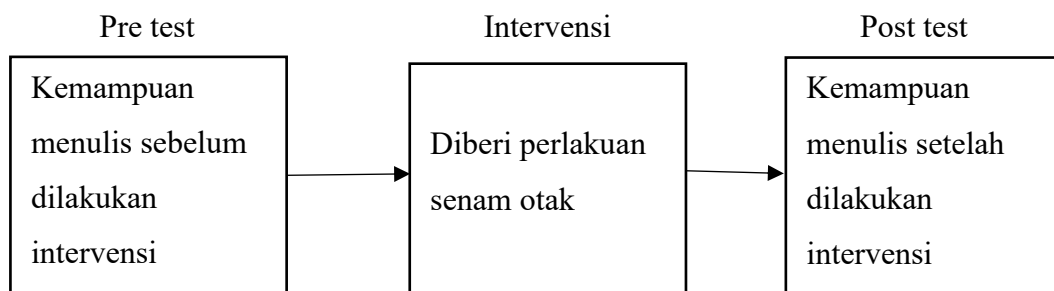 Pre test
Intervensi
Post test
Kemampuan
menulis sebelum
dilakukan
intervensi
Diberi perlakuan
senam otak
Kemampuan
menulis setelah
dilakukan
intervensi